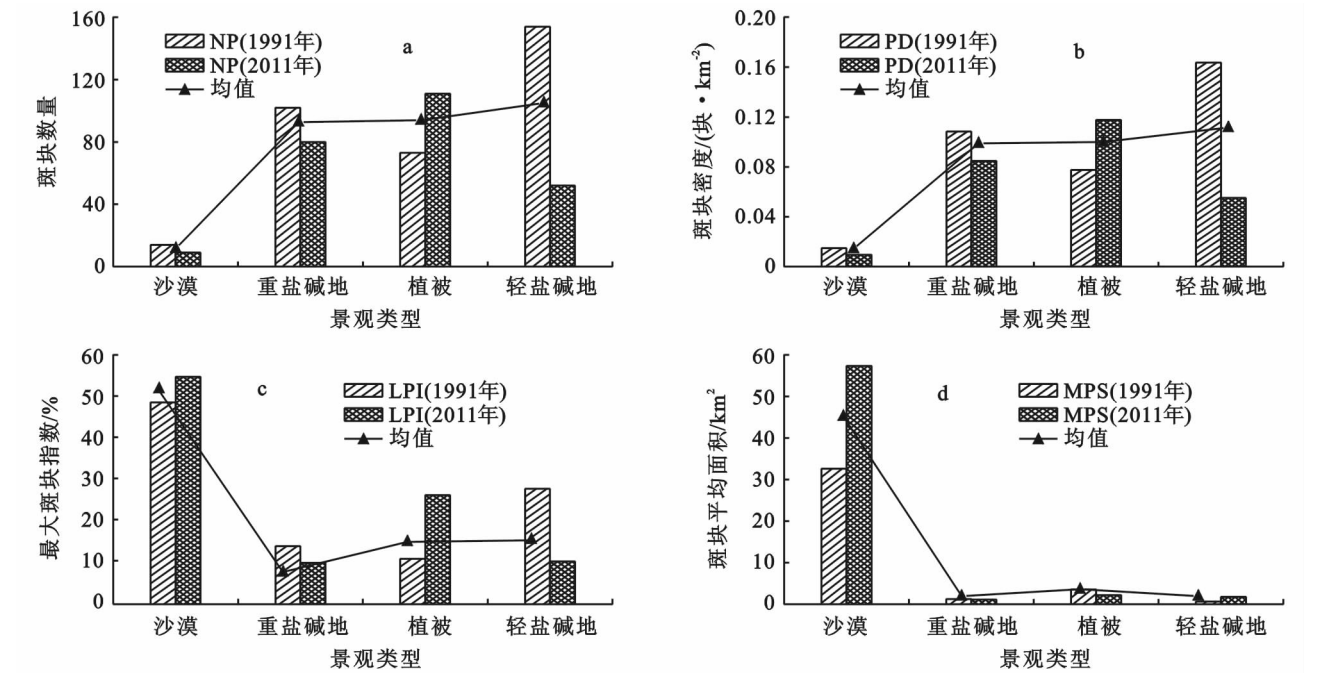 斑块数量
160
120
80
40
0
NP(1991年)
NP(2011年)
均值
a
沙漠 重盐碱地 植被 轻盐碱地
景观类型
斑块密度/(块·km⁻²)
0.20
0.16
0.12
0.08
0.04
0
PD(1991年)
PD(2011年)
均值
b
沙漠 重盐碱地 植被 轻盐碱地
景观类型
最大斑块指数/%
60
50
40
30
20
10
0
c
LPI(1991年)
LPI(2011年)
均值
沙漠 重盐碱地 植被 轻盐碱地
景观类型
斑块平均面积/km²
60
50
40
30
20
10
0
d
MPS(1991年)
MPS(2011年)
均值
沙漠 重盐碱地 植被 轻盐碱地
景观类型